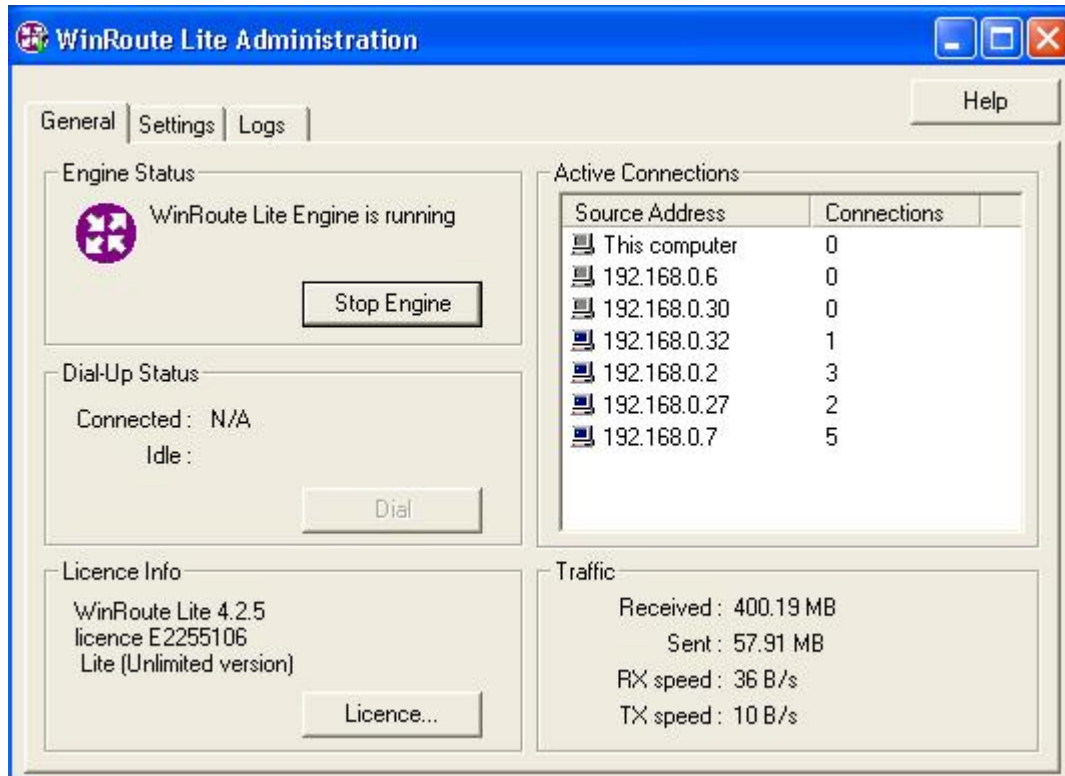 WinRoute Lite Administration
Help
General Settings Logs
Engine Status
WinRoute Lite Engine is running
Stop Engine
Dial-Up Status
Connected : N/A
Idle :
Dial
Licence Info
WinRoute Lite 4.2.5
licence E2255106
Lite (Unlimited version)
Licence...
Active Connections
Source Address Connections
This computer 0
192.168.0.6 0
192.168.0.30 0
192.168.0.32 1
192.168.0.2 3
192.168.0.27 2
192.168.0.7 5
Traffic
Received : 400.19 MB
Sent : 57.91 MB
RX speed : 36 B/s
TX speed : 10 B/s